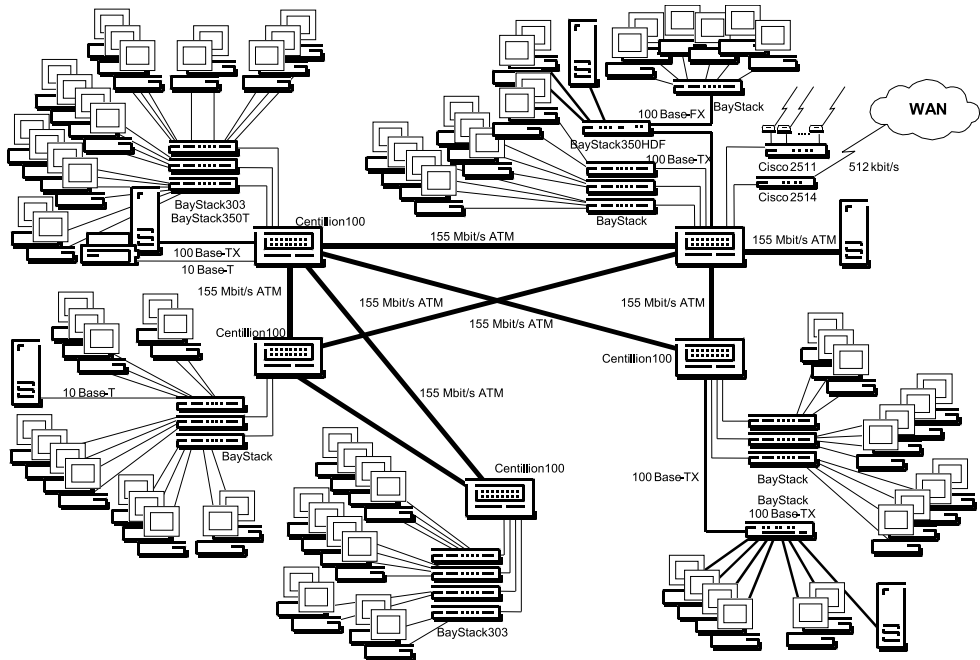 BayStack
100 Base-FX
BayStack350HDF
100 Base-TX
WAN
Cisco 2511
512 kbit/s
Cisco 2514
BayStack303
BayStack350T
BayStack
Centillion100
155 Mbit/s ATM
155 Mbit/s ATM
100 Base-TX
10 Base-T
155 Mbit/s ATM
155 Mbit/s ATM
155 Mbit/s ATM
155 Mbit/s ATM
Centillion100
Centillion100
10 Base-T
155 Mbit/s ATM
BayStack
Centillion100
100 Base-TX
BayStack
BayStack
100 Base-TX
BayStack303